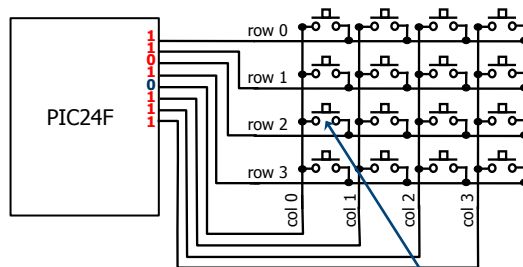 PIC24F
1
1
0
1
0
1
1
1
row 0
row 1
row 2
row 3
col 0
col 1
col 2
col 3